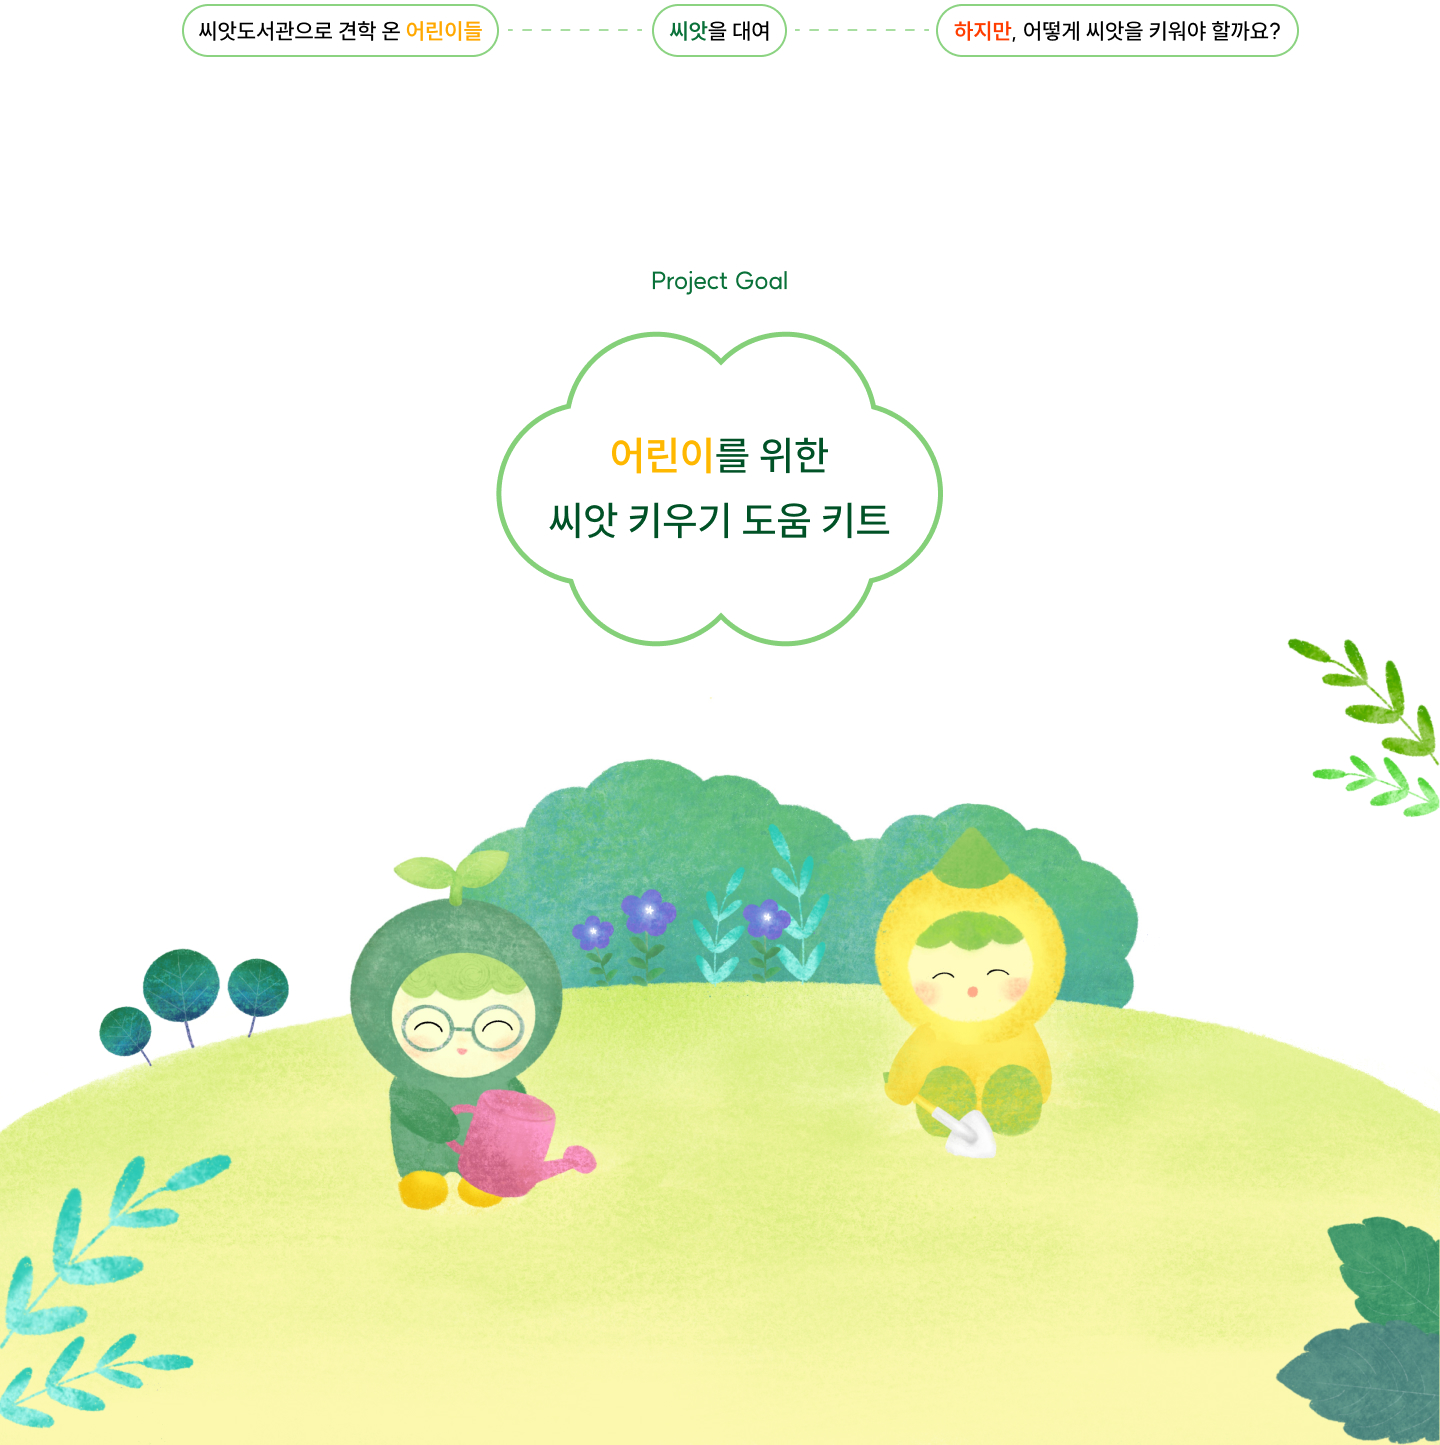 씨앗도서관으로 견학 온 어린이들
씨앗을 대여
하지만, 어떻게 씨앗을 키워야 할까요?
Project Goal
어린이를 위한
씨앗 키우기 도움 키트